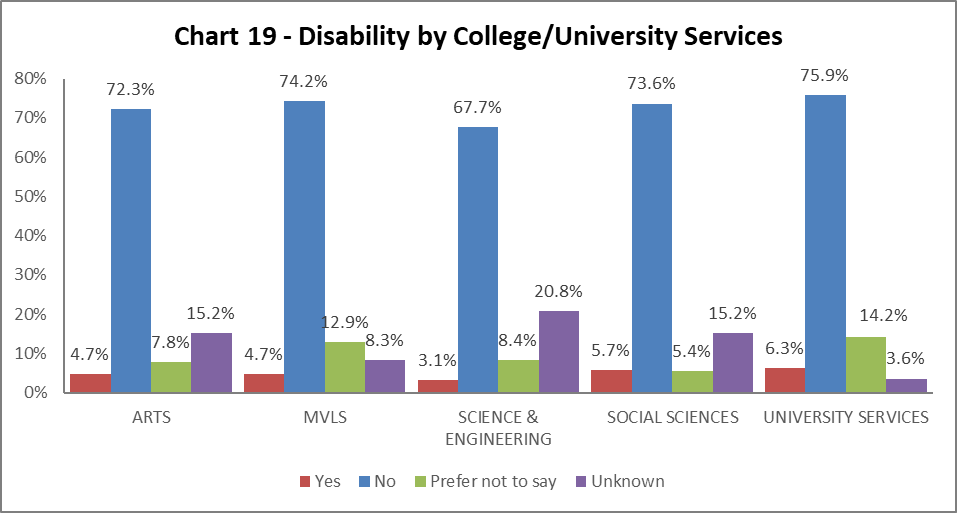 Chart 19 - Disability by College/University Services
80%
70%
60%
50%
40%
30%
20%
10%
0%
4.7% 72.3% 7.8% 15.2%
4.7% 74.2% 12.9% 8.3%
3.1% 67.7% 8.4% 20.8%
5.7% 73.6% 5.4% 15.2%
6.3% 75.9% 14.2% 3.6%
ARTS
MVLS
SCIENCE &
ENGINEERING
SOCIAL SCIENCES
UNIVERSITY SERVICES
Yes No Prefer not to say Unknown